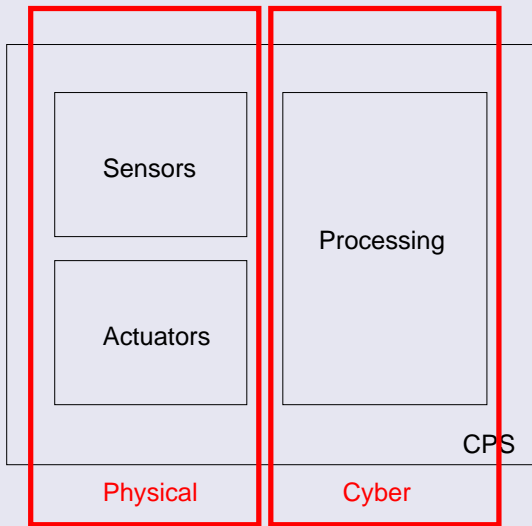 Sensors
Processing
Actuators
CPS
Physical
Cyber